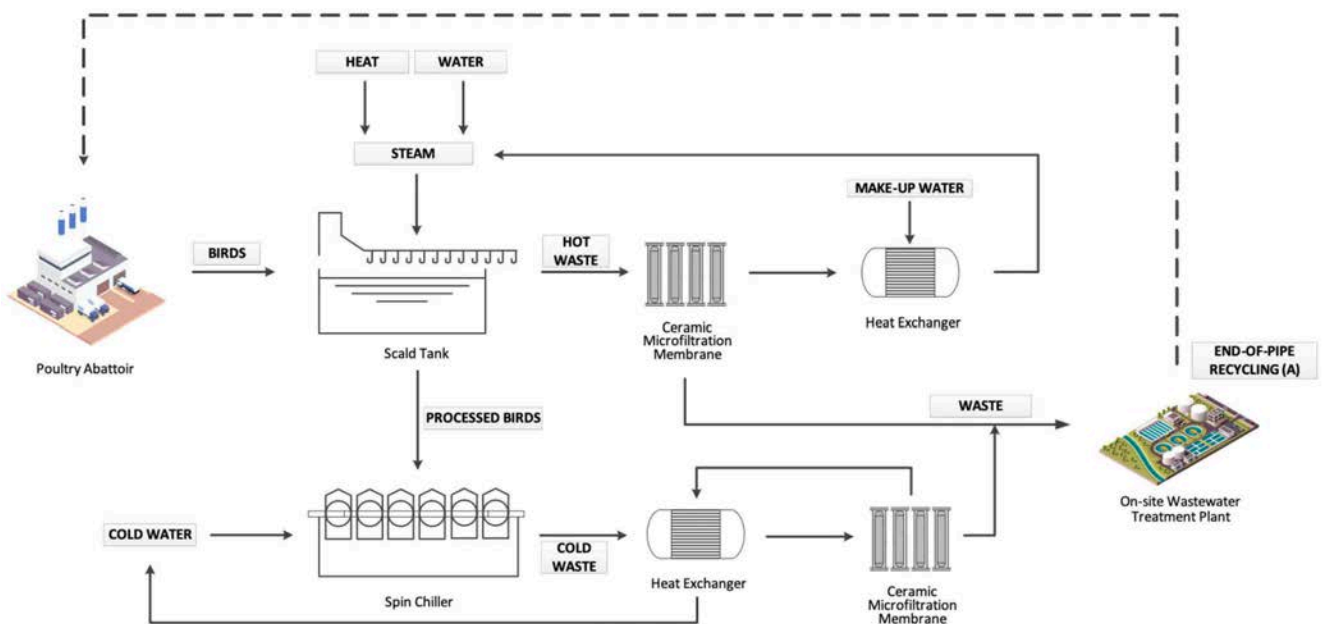 HEAT
WATER
STEAM
MAKE-UP WATER
BIRDS
HOT
WASTE
Heat Exchanger
Ceramic
Microfiltration
Membrane
Scald Tank
Poultry Abattoir
END-OF-PIPE
RECYCLING (A)
WASTE
PROCESSED BIRDS
On-site Wastewater
Treatment Plant
COLD WATER
COLD
WASTE
Heat Exchanger
Spin Chiller
Ceramic
Microfiltration
Membrane